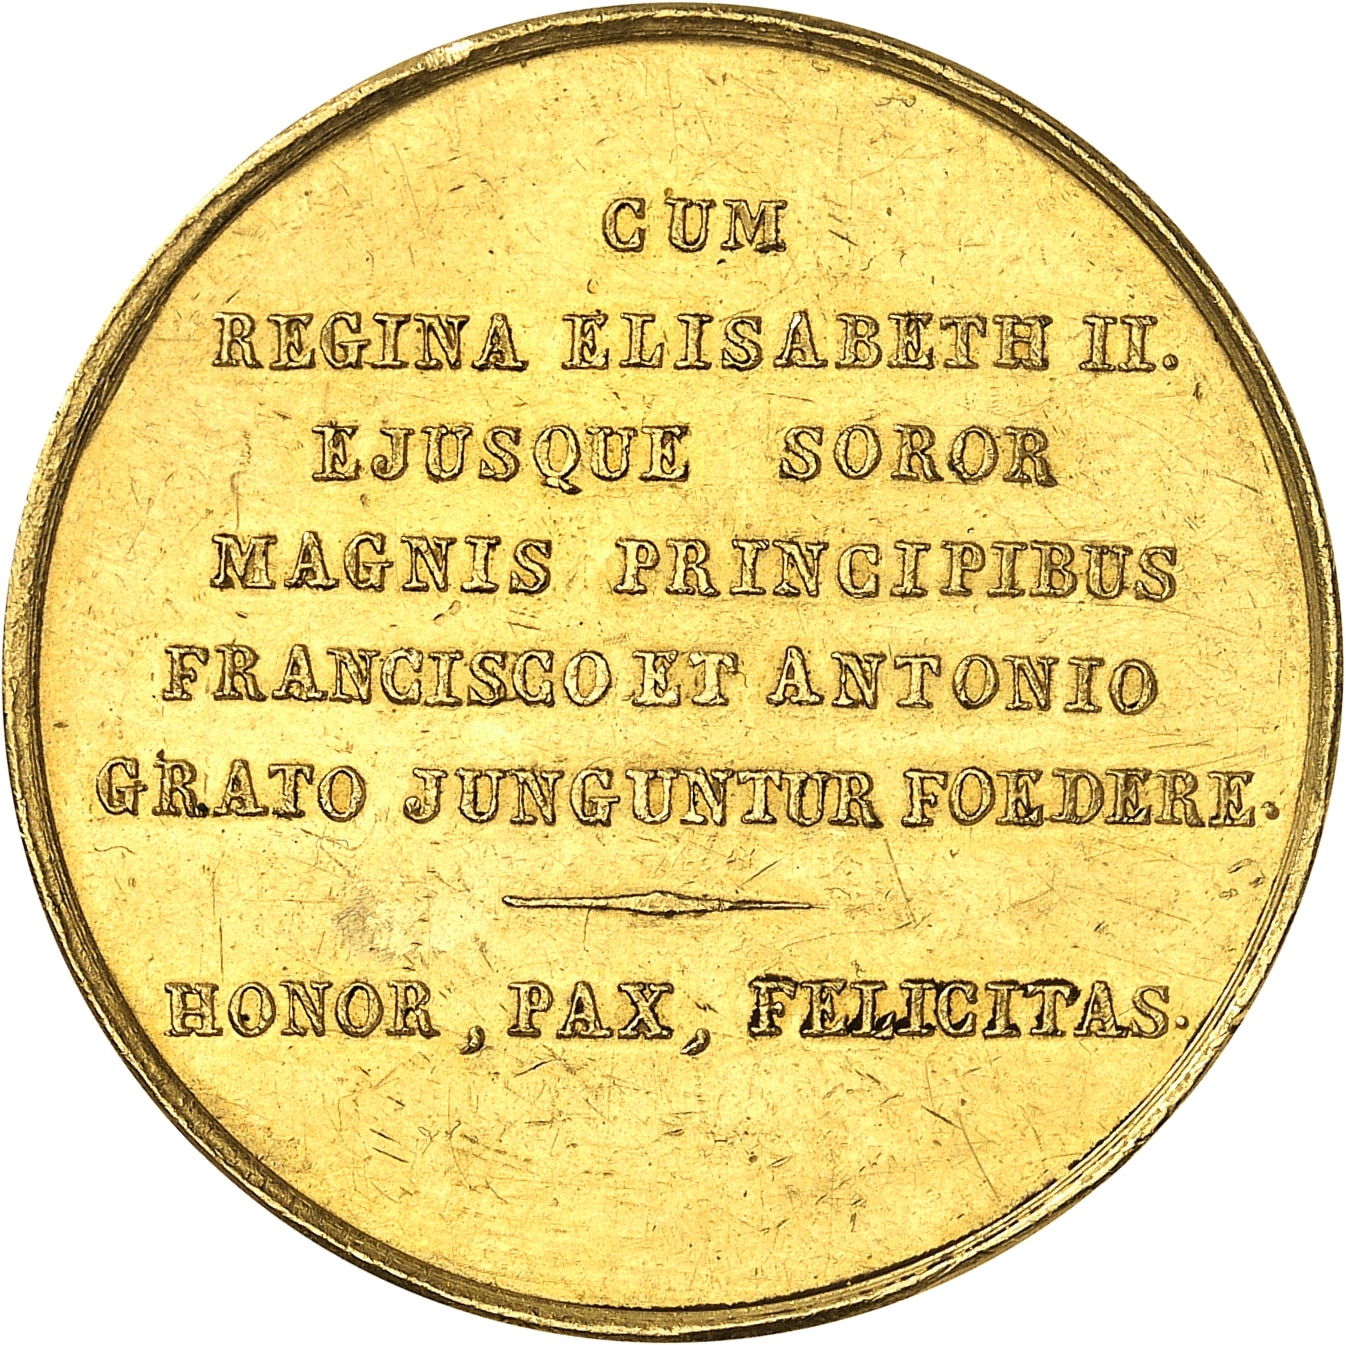 CUM
REGINA ELISABETH II.
EJUSQUE SOROR
MAGNIS PRINCIPIBUS
FRANCISCO ET ANTONIO
GRATO JUNGUNTUR FOEDERE.
HONOR, PAX, FELICITAS.